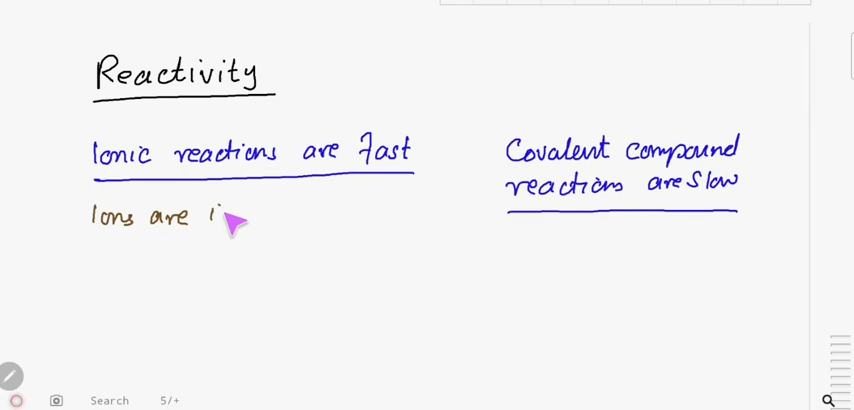 Reactivity
Ionic reactions are Fast
Covalent compound
reactions are Slow
Ions are i
Search 5/+